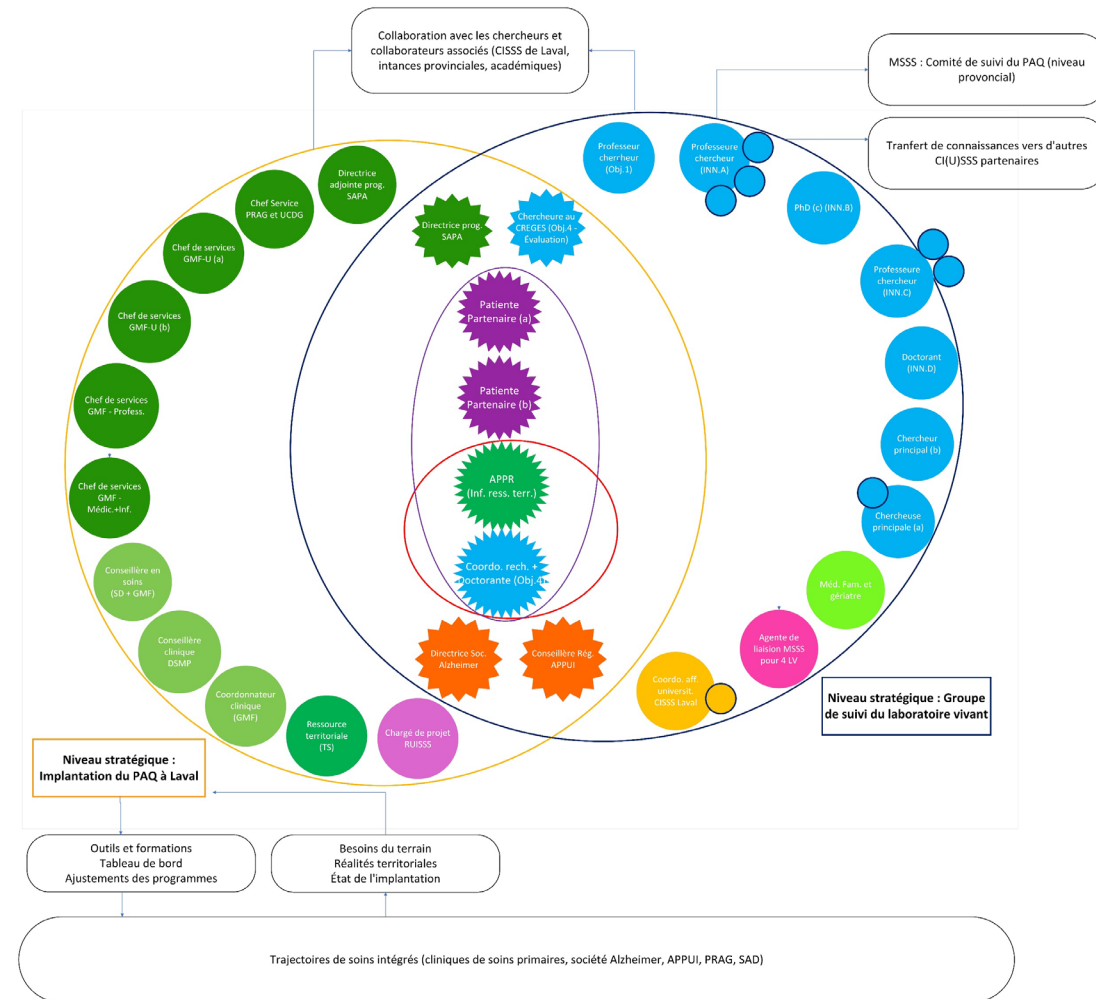 Collaboration avec les chercheurs et
collaborateurs associés (CISSS de Laval,
intances provinciales, académiques)
MSSS : Comité de suivi du PAQ (niveau
provoncial)
Tranfert de connaissances vers d'autres
CI(U)SSS partenaires
Directrice
adjointe prog.
SAPA
Chef Service
PRAG et UCDG
Chef de services
GMF-U (a)
Chef de services
GMF-U (b)
Chef de services
GMF - Profess.
Chef de services
GMF -
Médic.+Inf.
Conseillère en
soins
(SD + GMF)
Conseillère
clinique
DSMP
Coordonnateur
clinique
(GMF)
Ressource
territoriale
(TS)
Chargé de projet
RUISSS
Directrice prog.
SAPA
Chercheure au
CREGES (Obj.4 -
Évaluation)
Patiente
Partenaire (a)
Patiente
Partenaire (b)
APPR
(Inf. ress. terr.)
Coordo. rech. +
Doctorante (Obj.4)
Directrice Soc.
Alzheimer
Conseillère Rég.
APPUI
Professeur
cherrheur
(Obj.1)
Professeure
chercheur
(INN.A)
PhD (c) (INN.B)
Professeure
chercheur
(INN.C)
Doctorant
(INN.D)
Chercheur
principal (b)
Chercheuse
principale (a)
Méd. Fam. et
gériatre
Agente de
liaison MSSS
pour 4 LV
Coordo. aff.
universit.
CISSS Laval
Niveau stratégique : Groupe
de suivi du laboratoire vivant
Niveau stratégique :
Implantation du PAQ à Laval
Outils et formations
Tableau de bord
Ajustements des programmes
Besoins du terrain
Réalités territoriales
État de l'implantation
Trajectoires de soins intégrés (cliniques de soins primaires, société Alzheimer, APPUI, PRAG, SAD)